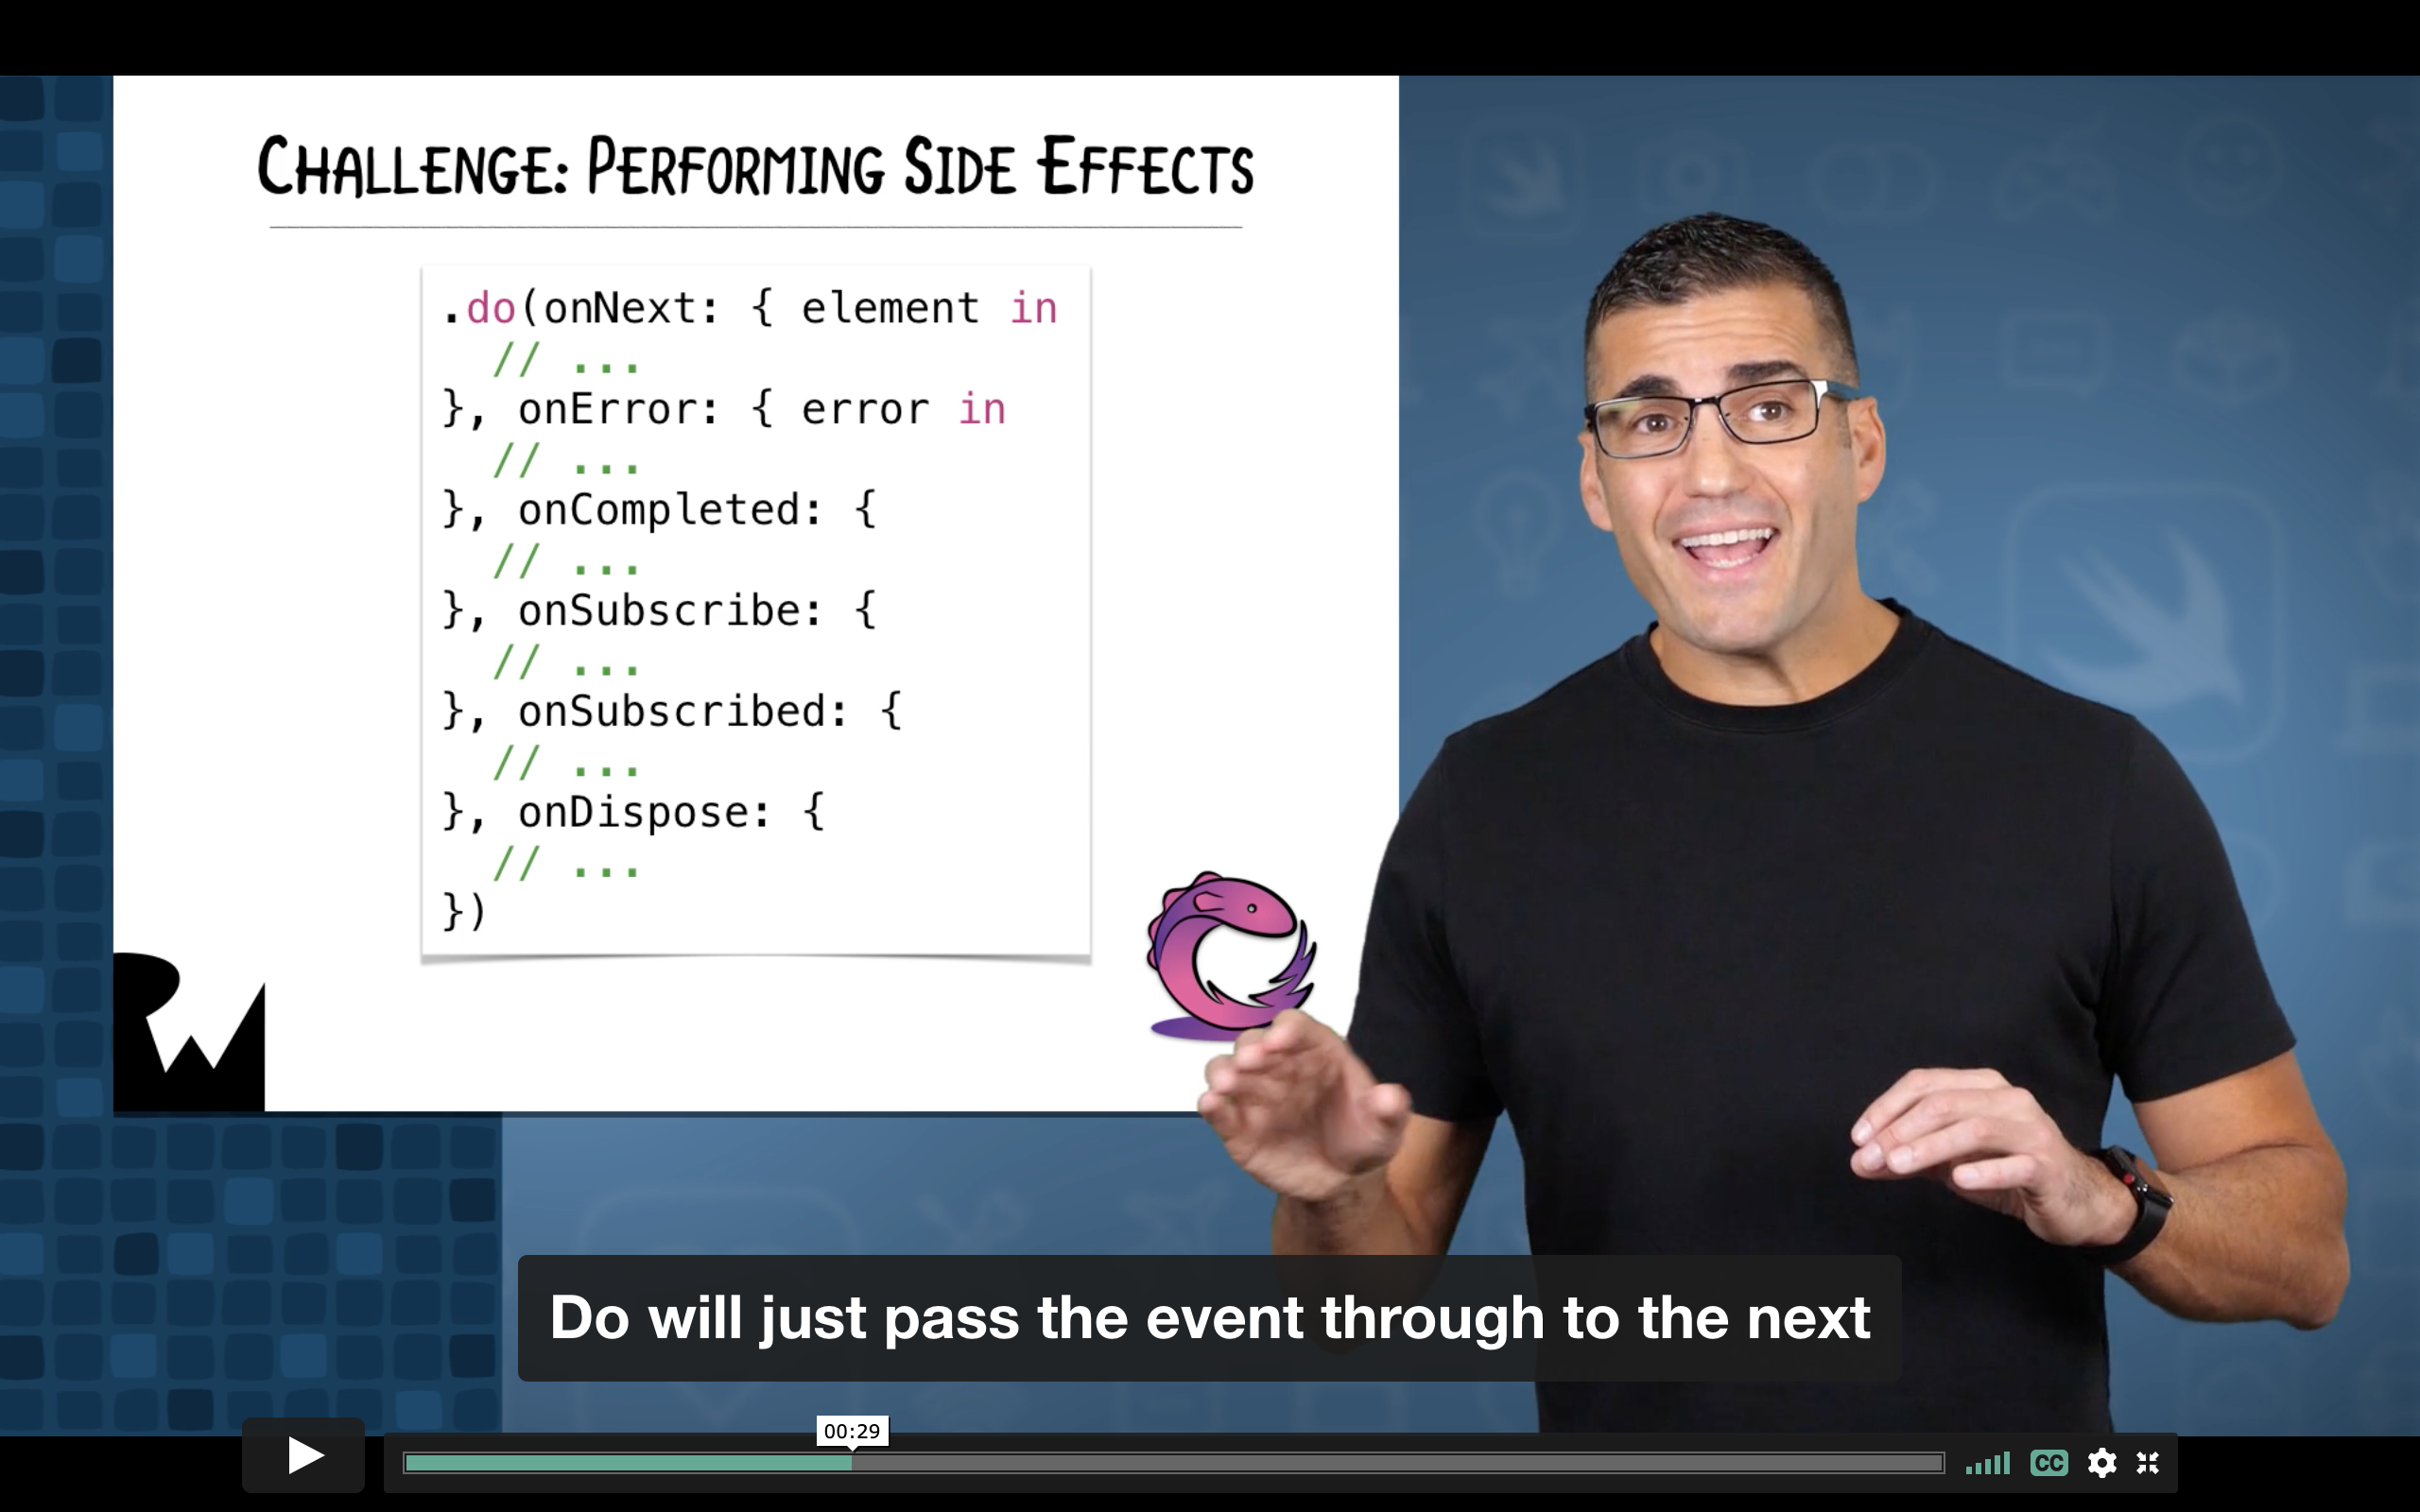 CHALLENGE: PERFORMING SIDE EFFECTS
.do(onNext: { element in
// ...
}, onError: { error in
// ...
}, onCompleted: {
// ...
}, onSubscribe: {
// ...
}, onSubscribed: {
// ...
}, onDispose: {
// ...
})
RW
Do will just pass the event through to the next
00:29
CC